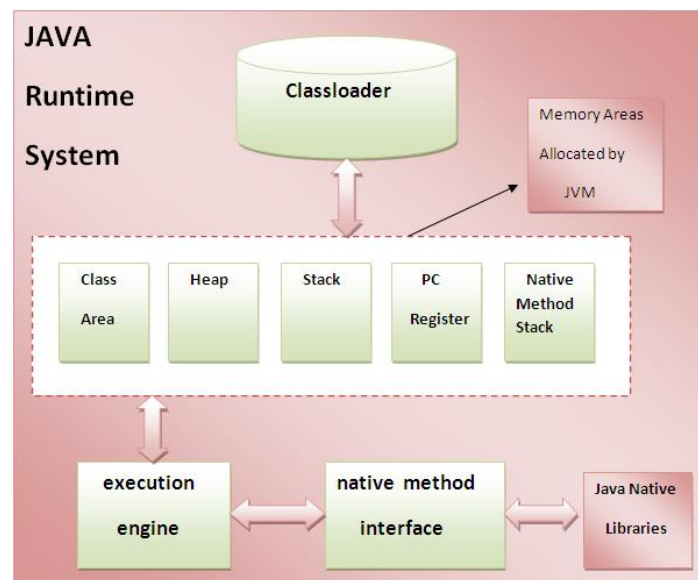 JAVA
Runtime
System
Classloader
Memory Areas
Allocated by
JVM
Class
Area
Heap
Stack
PC
Register
Native
Method
Stack
execution
engine
native method
interface
Java Native
Libraries